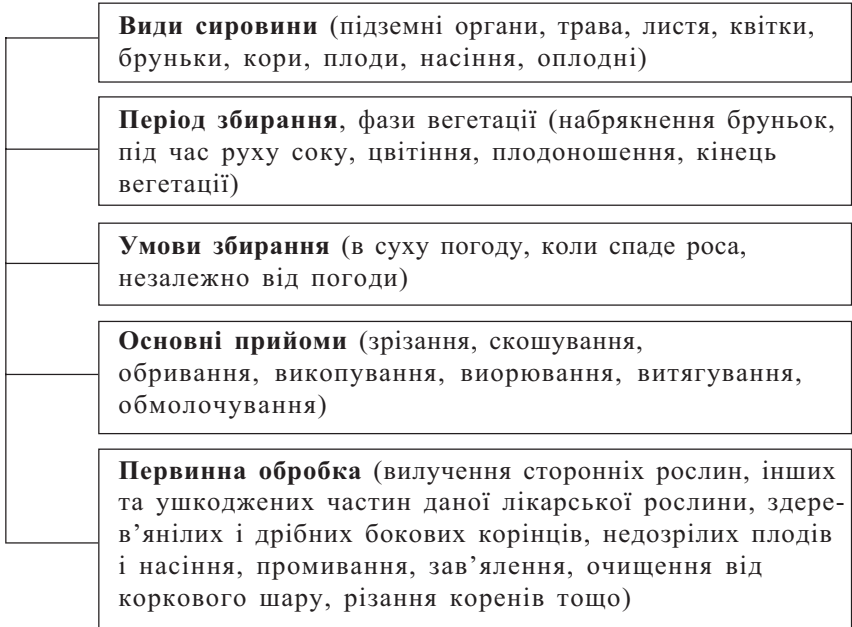 Види сировини (підземні органи, трава, листя, квітки,
бруньки, кори, плоди, насіння, оплодні)
Період збирання, фази вегетації (набрякнення бруньок,
під час руху соку, цвітіння, плодоношення, кінець
вегетації)
Умови збирання (в суху погоду, коли спаде роса,
незалежно від погоди)
Основні прийоми (зрізання, скошування,
обривання, викопування, виорювання, витягування,
обмолочування)
Первинна обробка (вилучення сторонніх рослин, інших
та ушкоджених частин даної лікарської рослини, здере-
в’янілих і дрібних бокових корінців, недозрілих плодів
і насіння, промивання, зав’ялення, очищення від
коркового шару, різання коренів тощо)